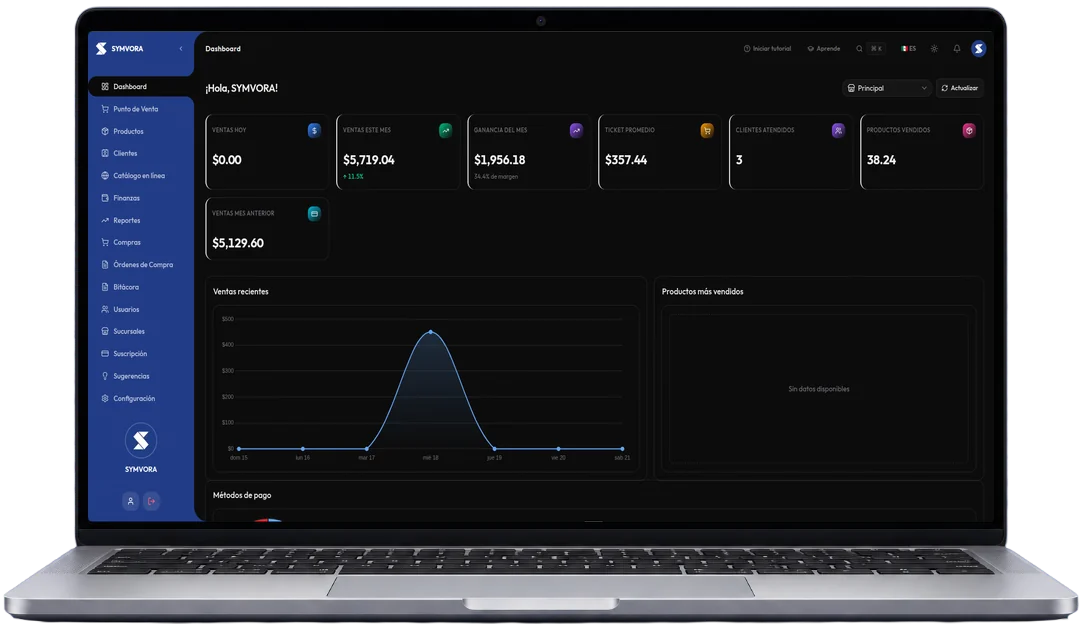 SYMVORA
Dashboard
Iniciar tutorial
Aprende
⌘ K
ES
Dashboard
Punto de Venta
Productos
Clientes
Catálogo en línea
Finanzas
Reportes
Compras
Órdenes de Compra
Bitácora
Usuarios
Sucursales
Suscripción
Sugerencias
Configuración
SYMVORA
¡Hola, SYMVORA!
Principal
Actualizar
VENTAS HOY
$0.00
VENTAS ESTE MES
$5,719.04
↑ 11.5%
GANANCIA DEL MES
$1,956.18
34.4% de margen
TICKET PROMEDIO
$357.44
CLIENTES ATENDIDOS
3
PRODUCTOS VENDIDOS
38.24
VENTAS MES ANTERIOR
$5,129.60
Ventas recientes
$500
$400
$300
$200
$100
$0
dom 15
lun 16
mar 17
mié 18
jue 19
vie 20
sáb 21
Productos más vendidos
Sin datos disponibles
Métodos de pago